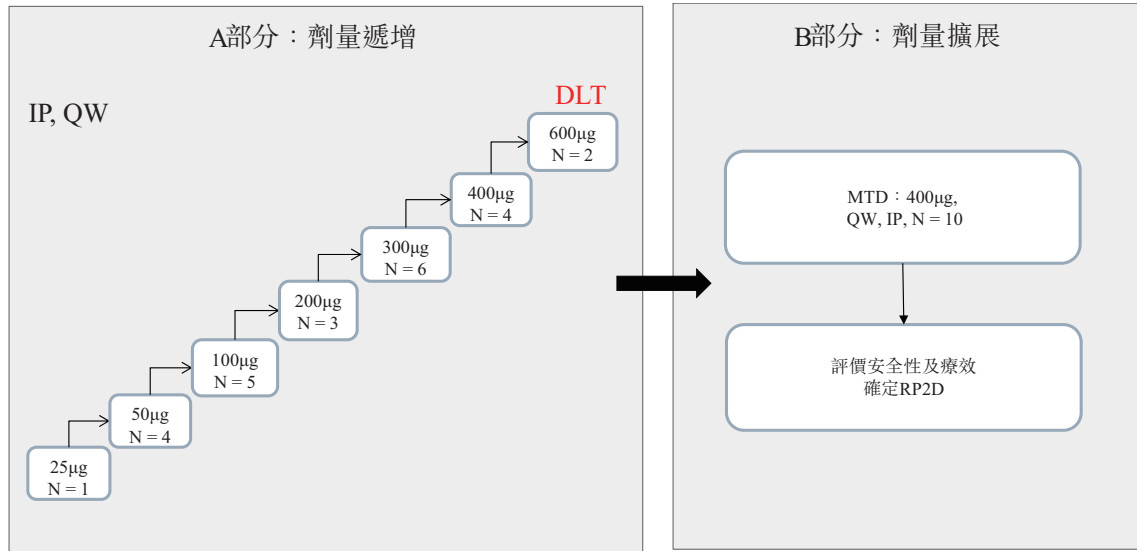 A部分：劑量遞增
IP, QW
DLT
600μg
N = 2
400μg
N = 4
300μg
N = 6
200μg
N = 3
100μg
N = 5
50μg
N = 4
25μg
N = 1
B部分：劑量擴展
MTD：400μg,
QW, IP, N = 10
評價安全性及療效
確定RP2D